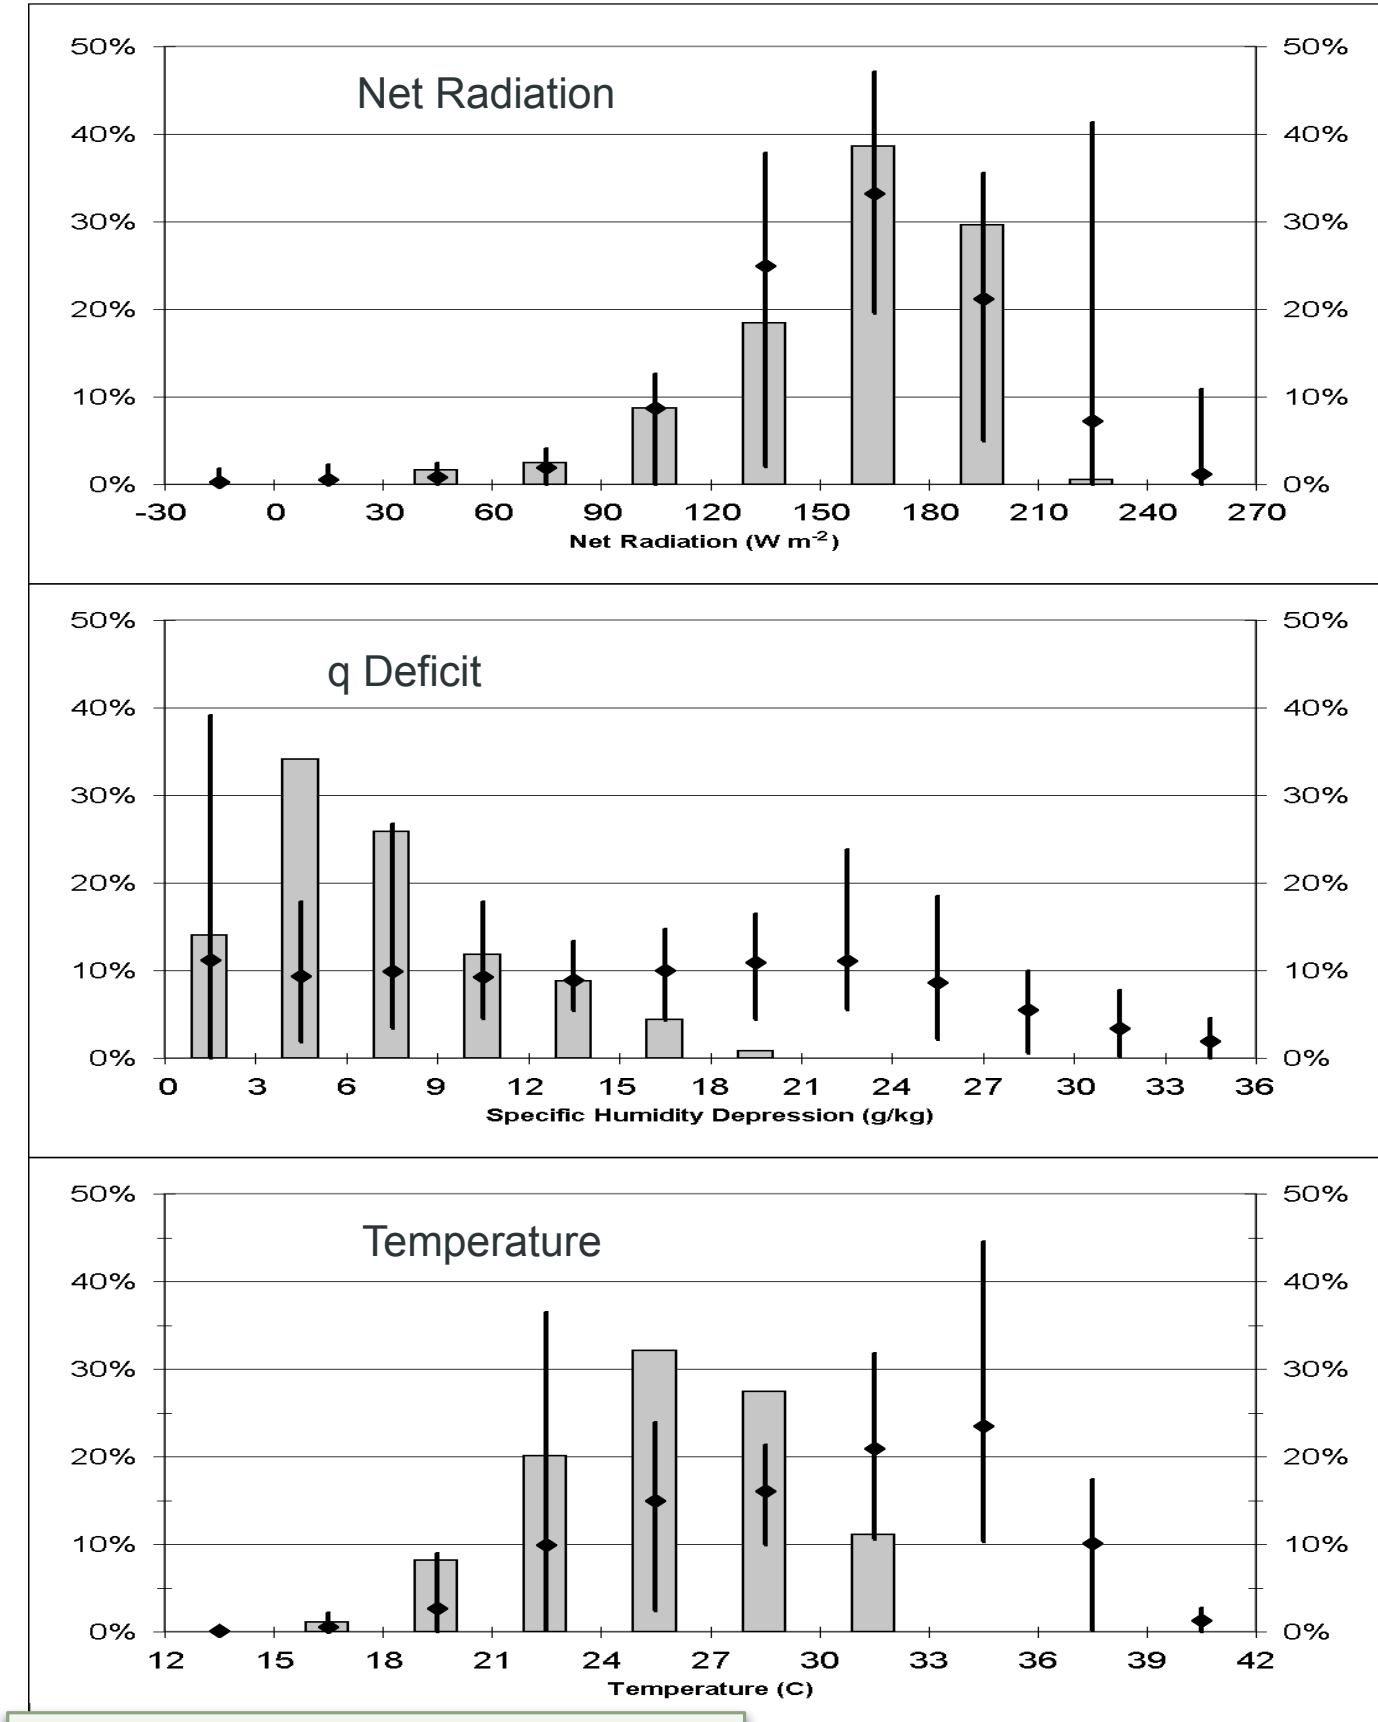 50% 50%
Net Radiation
40% 40%
30% 30%
20% 20%
10% 10%
0% 0%
-30 0 30 60 90 120 150 180 210 240 270
Net Radiation (W m-2)
50% 50%
q Deficit
40% 40%
30% 30%
20% 20%
10% 10%
0% 0%
0 3 6 9 12 15 18 21 24 27 30 33 36
Specific Humidity Depression (g/kg)
50% 50%
Temperature
40% 40%
30% 30%
20% 20%
10% 10%
0% 0%
12 15 18 21 24 27 30 33 36 39 42
Temperature (C)